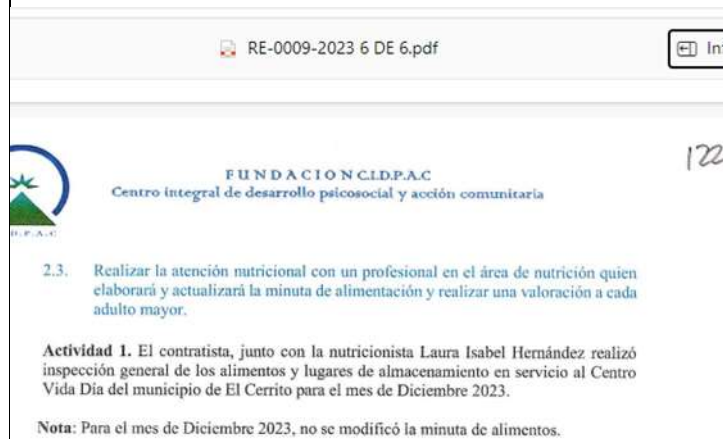 RE-0009-2023 6 DE 6.pdf
FUNDACION C.I.D.P.A.C
Centro integral de desarrollo psicosocial y acción comunitaria
2.3. Realizar la atención nutricional con un profesional en el área de nutrición quien
elaborará y actualizará la minuta de alimentación y realizar una valoración a cada
adulto mayor.
Actividad 1. El contratista, junto con la nutricionista Laura Isabel Hernández realizó
inspección general de los alimentos y lugares de almacenamiento en servicio al Centro
Vida Día del municipio de El Cerrito para el mes de Diciembre 2023.
Nota: Para el mes de Diciembre 2023, no se modificó la minuta de alimentos.